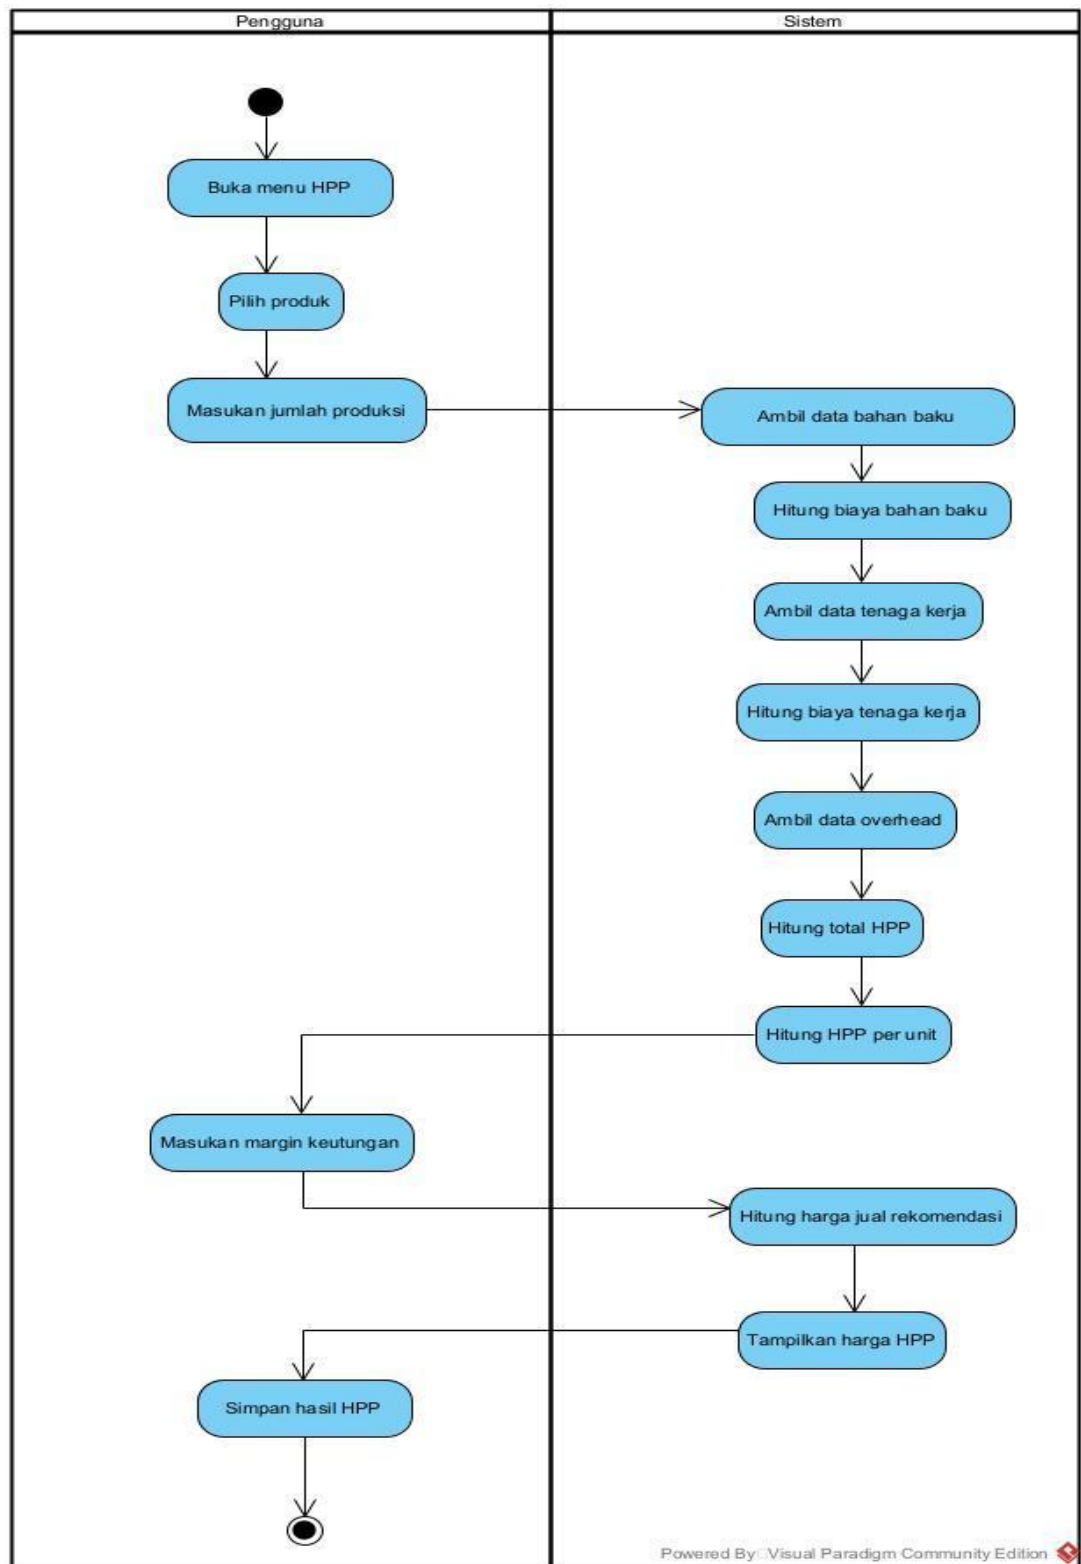 Pengguna
Sistem
Buka menu HPP
Pilih produk
Masukan jumlah produksi
Ambil data bahan baku
Hitung biaya bahan baku
Ambil data tenaga kerja
Hitung biaya tenaga kerja
Ambil data overhead
Hitung total HPP
Hitung HPP per unit
Masukan margin keutungan
Hitung harga jual rekomendasi
Tampilkan harga HPP
Simpan hasil HPP
Powered By Visual Paradigm Community Edition